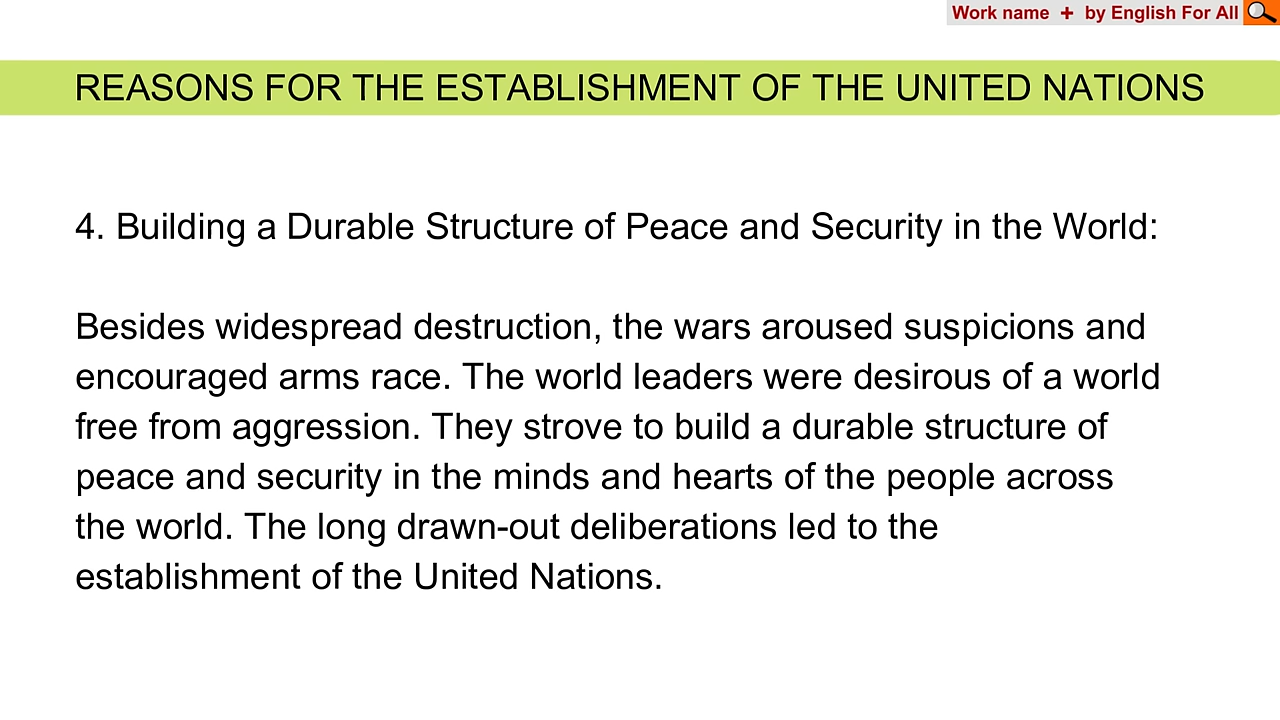 Work name + by English For All
REASONS FOR THE ESTABLISHMENT OF THE UNITED NATIONS
4. Building a Durable Structure of Peace and Security in the World:
Besides widespread destruction, the wars aroused suspicions and
encouraged arms race. The world leaders were desirous of a world
free from aggression. They strove to build a durable structure of
peace and security in the minds and hearts of the people across
the world. The long drawn-out deliberations led to the
establishment of the United Nations.